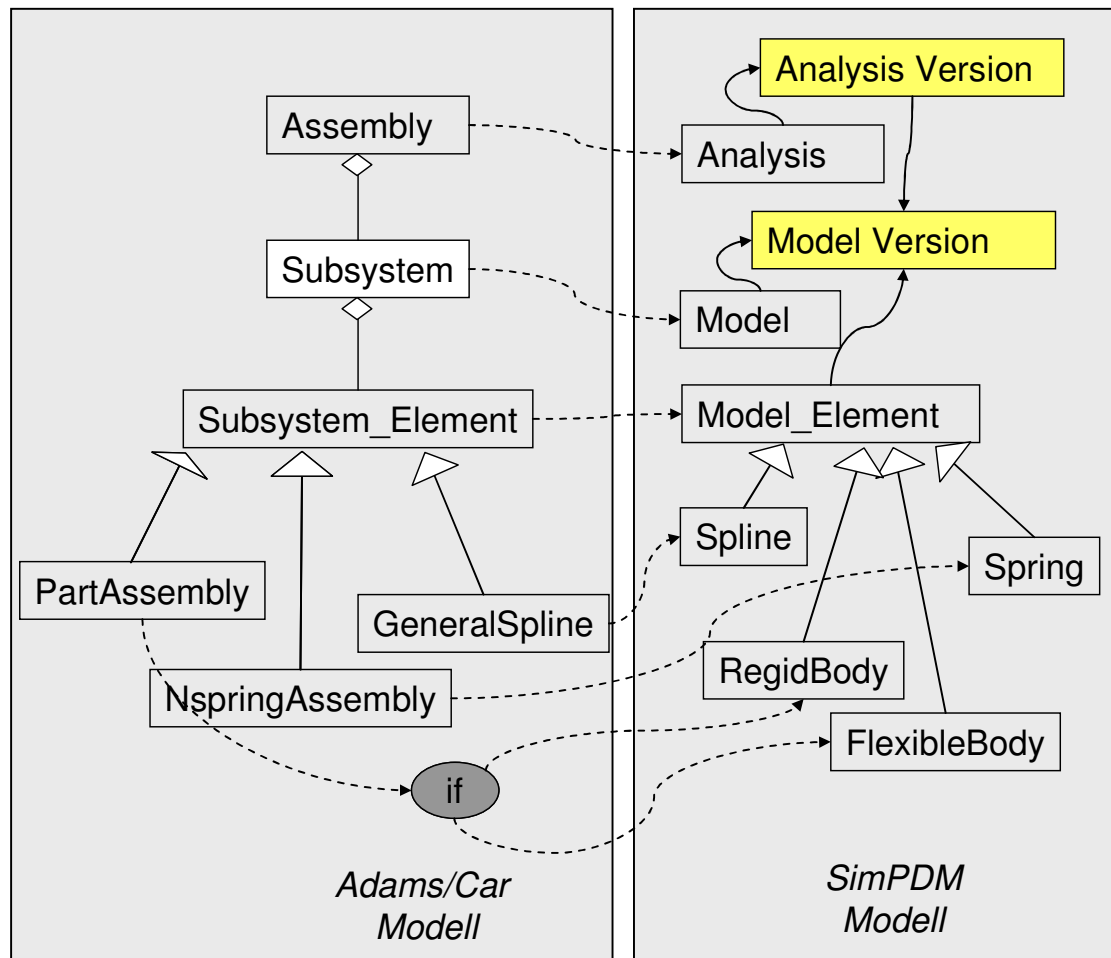 Assembly
Subsystem
Subsystem_Element
PartAssembly
GeneralSpline
NspringAssembly
if
Adams/Car
Modell
Analysis Version
Analysis
Model Version
Model
Model_Element
Spline
Spring
RegidBody
FlexibleBody
SimPDM
Modell